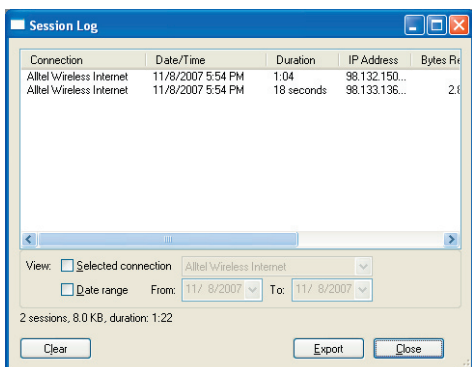 Session Log
Connection Date/Time Duration IP Address Bytes Re
Alltel Wireless Internet 11/8/2007 5:54 PM 1:04 98.132.150...
Alltel Wireless Internet 11/8/2007 5:54 PM 18 seconds 98.133.136... 2.8
View: Selected connection Alltel Wireless Internet
Date range From: 11/ 8/2007 To: 11/ 8/2007
2 sessions, 8.0 KB, duration: 1:22
Clear Export Close